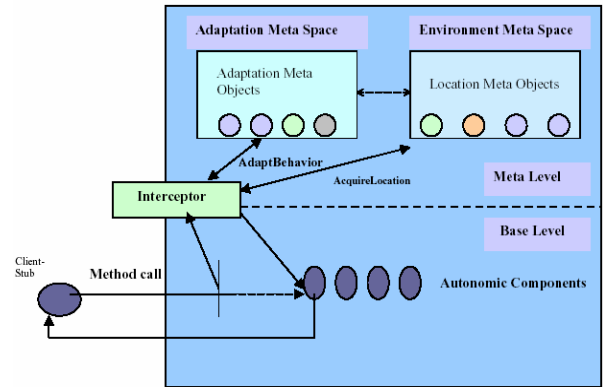 Adaptation Meta Space
Environment Meta Space
Adaptation Meta
Objects
Location Meta Objects
AdaptBehavior
AcquireLocation
Meta Level
Interceptor
Base Level
Client-
Stub
Method call
Autonomic Components